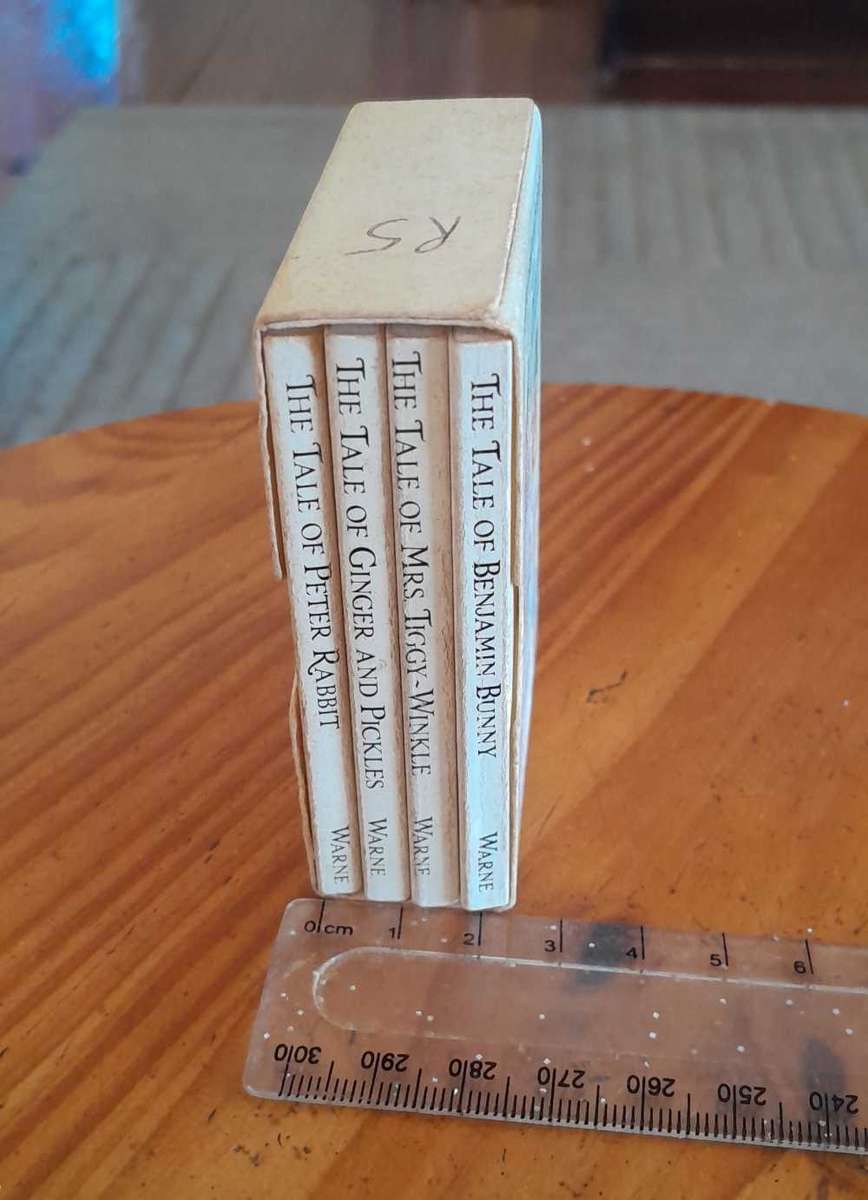 R5
THE TALE OF PETER RABBIT WARNE
THE TALE OF GINGER AND PICKLES WARNE
THE TALE OF MRS. TIGGY-WINKLE WARNE
THE TALE OF BENJAMIN BUNNY WARNE
0 cm 1 2 3 4 5 6
300 290 280 270 260 250 240